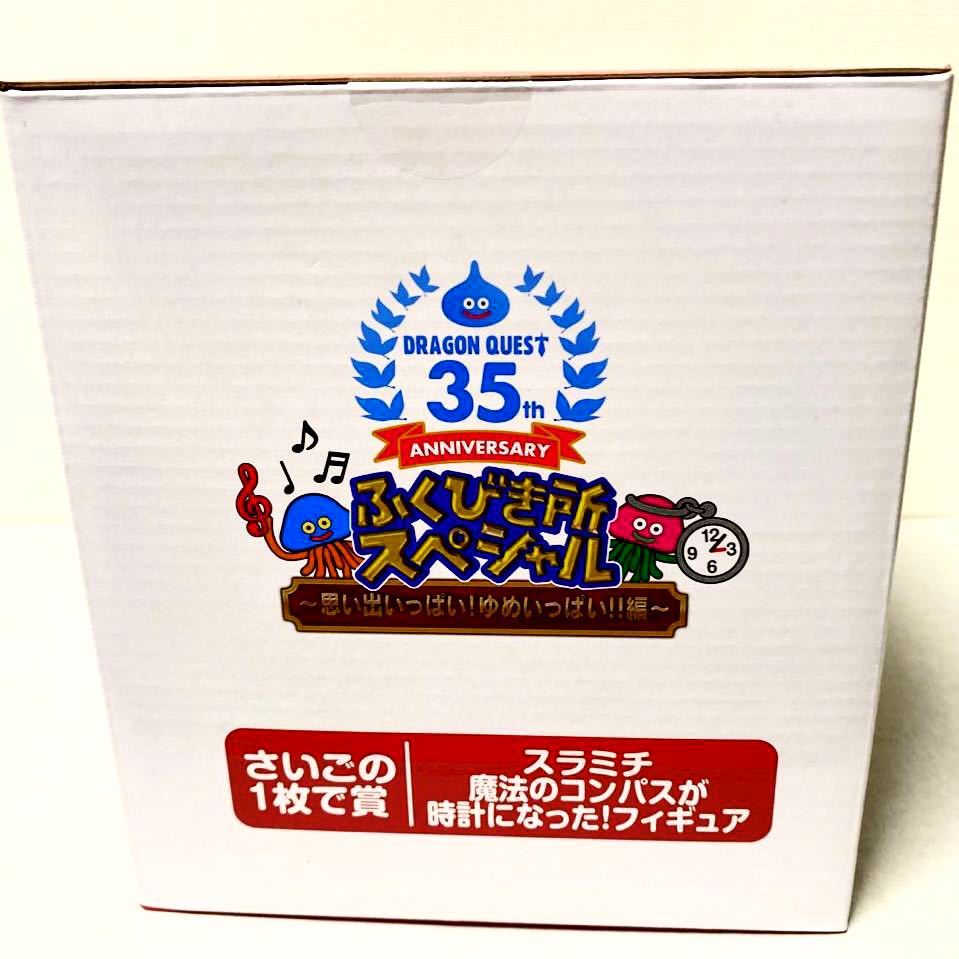 DRAGON QUEST
35th
ANNIVERSARY
ふくびき所
スペシャル
～思い出いっぱい!ゆめいっぱい!!編～
12
9 3
6
さいごの
1枚で賞
スラミチ
魔法のコンパスが
時計になった!フィギュア